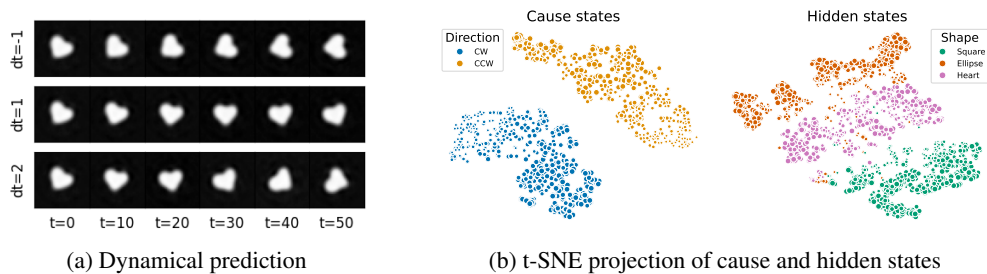 dt=-1
dt=1
dt=2
t=0 t=10 t=20 t=30 t=40 t=50
(a) Dynamical prediction
Cause states
Direction
CW
CCW
Hidden states
Shape
Square
Ellipse
Heart
(b) t-SNE projection of cause and hidden states